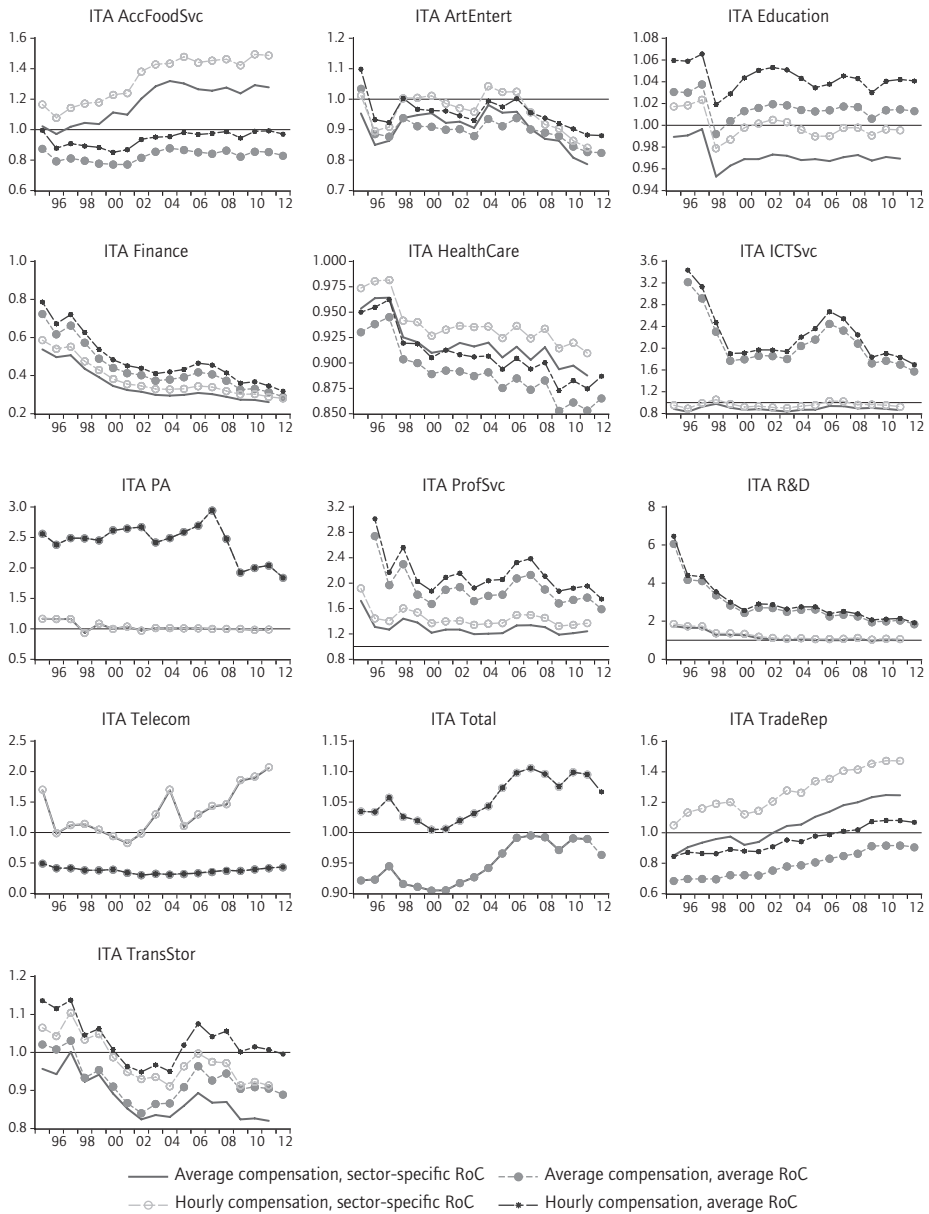 ITA AccFoodSvc
ITA ArtEntert
ITA Education
1.6
1.4
1.2
1.0
0.8
0.6
96 98 00 02 04 06 08 10 12
1.2
1.1
1.0
0.9
0.8
0.7
96 98 00 02 04 06 08 10 12
1.08
1.06
1.04
1.02
1.00
0.98
0.96
0.94
96 98 00 02 04 06 08 10 12
ITA Finance
ITA HealthCare
ITA ICTSvc
1.0
0.8
0.6
0.4
0.2
96 98 00 02 04 06 08 10 12
1.000
0.975
0.950
0.925
0.900
0.875
0.850
96 98 00 02 04 06 08 10 12
3.6
3.2
2.8
2.4
2.0
1.6
1.2
0.8
96 98 00 02 04 06 08 10 12
ITA PA
ITA ProfSvc
ITA R&D
3.0
2.5
2.0
1.5
1.0
0.5
96 98 00 02 04 06 08 10 12
3.2
2.8
2.4
2.0
1.6
1.2
0.8
96 98 00 02 04 06 08 10 12
8
6
4
2
0
96 98 00 02 04 06 08 10 12
ITA Telecom
ITA Total
ITA TradeRep
2.5
2.0
1.5
1.0
0.5
0.0
96 98 00 02 04 06 08 10 12
1.15
1.10
1.05
1.00
0.95
0.90
96 98 00 02 04 06 08 10 12
1.6
1.4
1.2
1.0
0.8
0.6
96 98 00 02 04 06 08 10 12
ITA TransStor
1.2
1.1
1.0
0.9
0.8
96 98 00 02 04 06 08 10 12
Average compensation, sector-specific RoC
Average compensation, average RoC
Hourly compensation, sector-specific RoC
Hourly compensation, average RoC